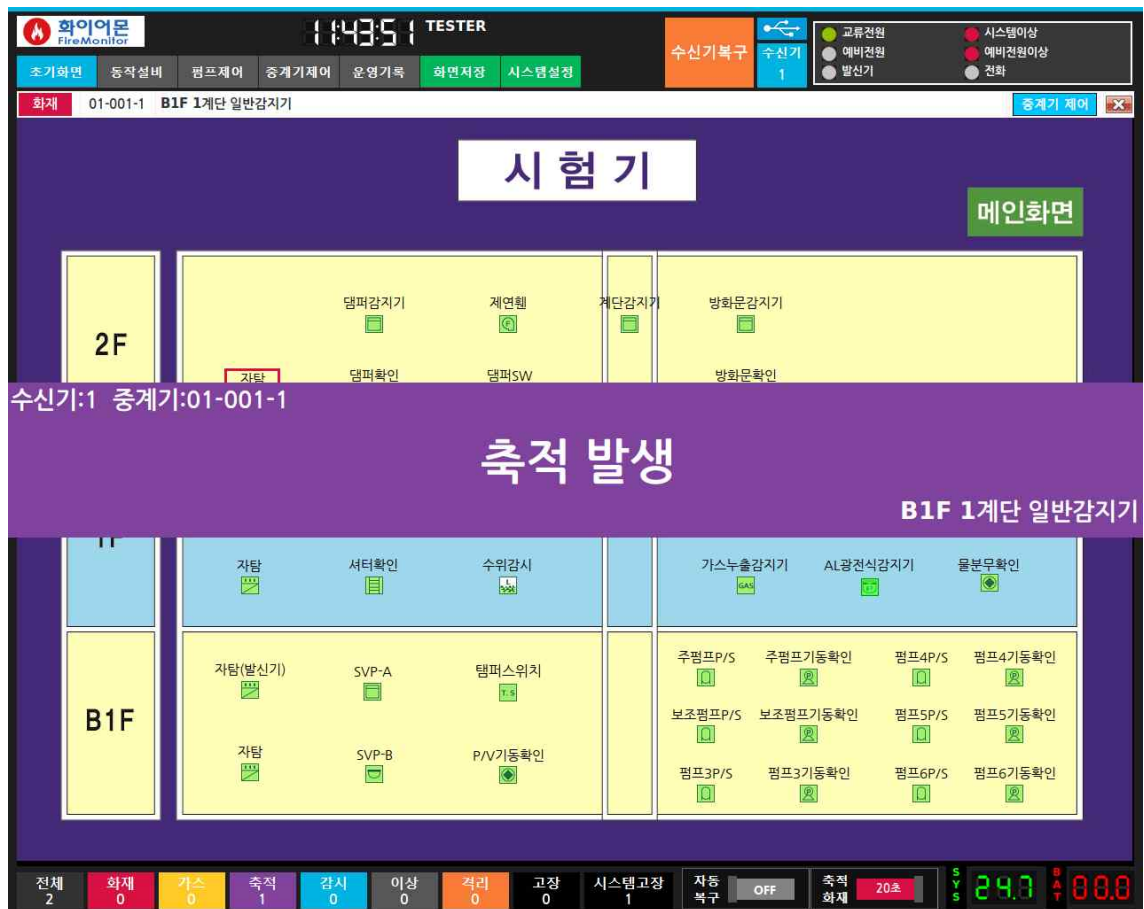 화이어몬
FireMonitor
11:43:51 TESTER
수신기복구
수신기
1
교류전원
예비전원
발신기
시스템이상
예비전원이상
전화
초기화면 동작설비 펌프제어 중계기제어 운영기록 화면저장 시스템설정
화재 01-001-1 B1F 1계단 일반감지기 중계기 제어
시험기
메인화면
2F
댐퍼감지기 제연휀 계단감지기 방화문감지기
자탐 댐퍼확인 댐퍼SW 방화문확인
수신기:1 중계기:01-001-1
축적 발생
B1F 1계단 일반감지기
자탐 셔터확인 수위감시 가스누출감지기 AL광전식감지기 물분무확인
GAS
B1F
자탐(발신기) SVP-A 탬퍼스위치
T.S
자탐 SVP-B P/V기동확인
주펌프P/S 주펌프기동확인 펌프4P/S 펌프4기동확인
보조펌프P/S 보조펌프기동확인 펌프5P/S 펌프5기동확인
펌프3P/S 펌프3기동확인 펌프6P/S 펌프6기동확인
전체 화재 가스 축적 감시 이상 격리 고장 시스템고장
2 0 0 1 0 0 0 0 1
자동
복구
OFF
축적
화재
20초
SYS 24.7 BAT 00.0